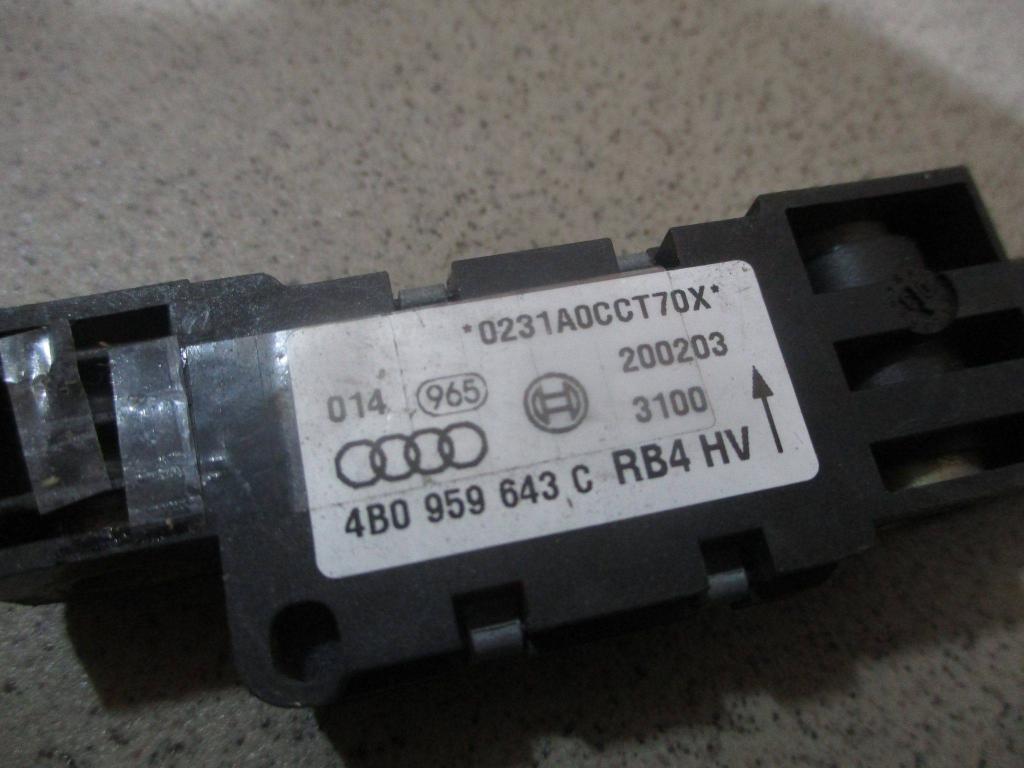 *0231A0CCT70X*
200203
014 965 3100
4B0 959 643 C RB4 HV